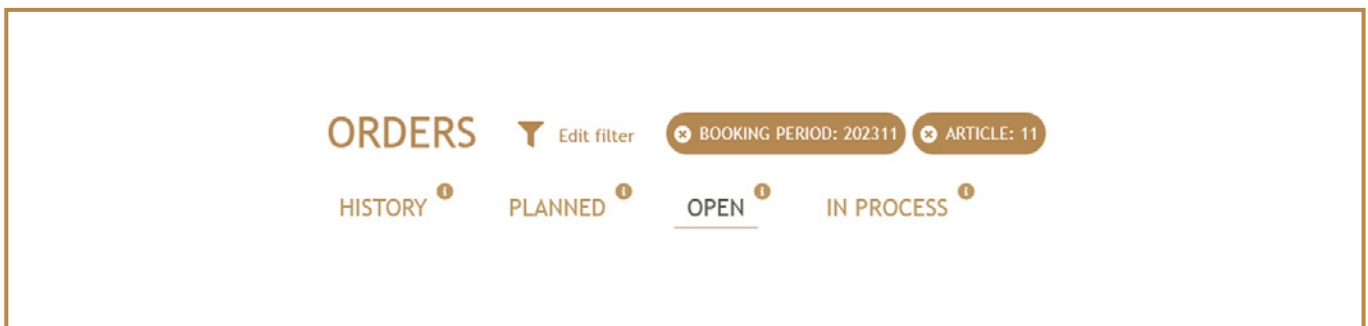 ORDERS Edit filter BOOKING PERIOD: 202311 ARTICLE: 11
HISTORY PLANNED OPEN IN PROCESS